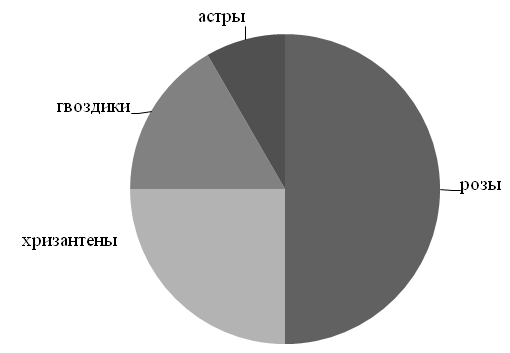 астры
гвоздики
розы
хризантены